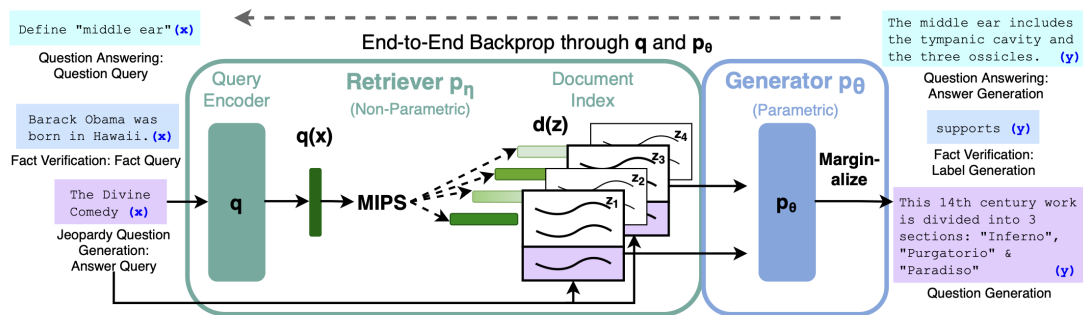 Define "middle ear" (x)
Question Answering:
Question Query
Barack Obama was
born in Hawaii. (x)
Fact Verification: Fact Query
The Divine
Comedy (x)
Jeopardy Question
Generation:
Answer Query
End-to-End Backprop through q and pθ
Query
Encoder
Retriever pη
(Non-Parametric)
Document
Index
q(x)
d(z)
q
MIPS
z4
z3
z2
z1
Generator pθ
(Parametric)
pθ
Margin-
alize
The middle ear includes
the tympanic cavity and
the three ossicles. (y)
Question Answering:
Answer Generation
supports (y)
Fact Verification:
Label Generation
This 14th century work
is divided into 3
sections: "Inferno",
"Purgatorio" &
"Paradiso" (y)
Question Generation